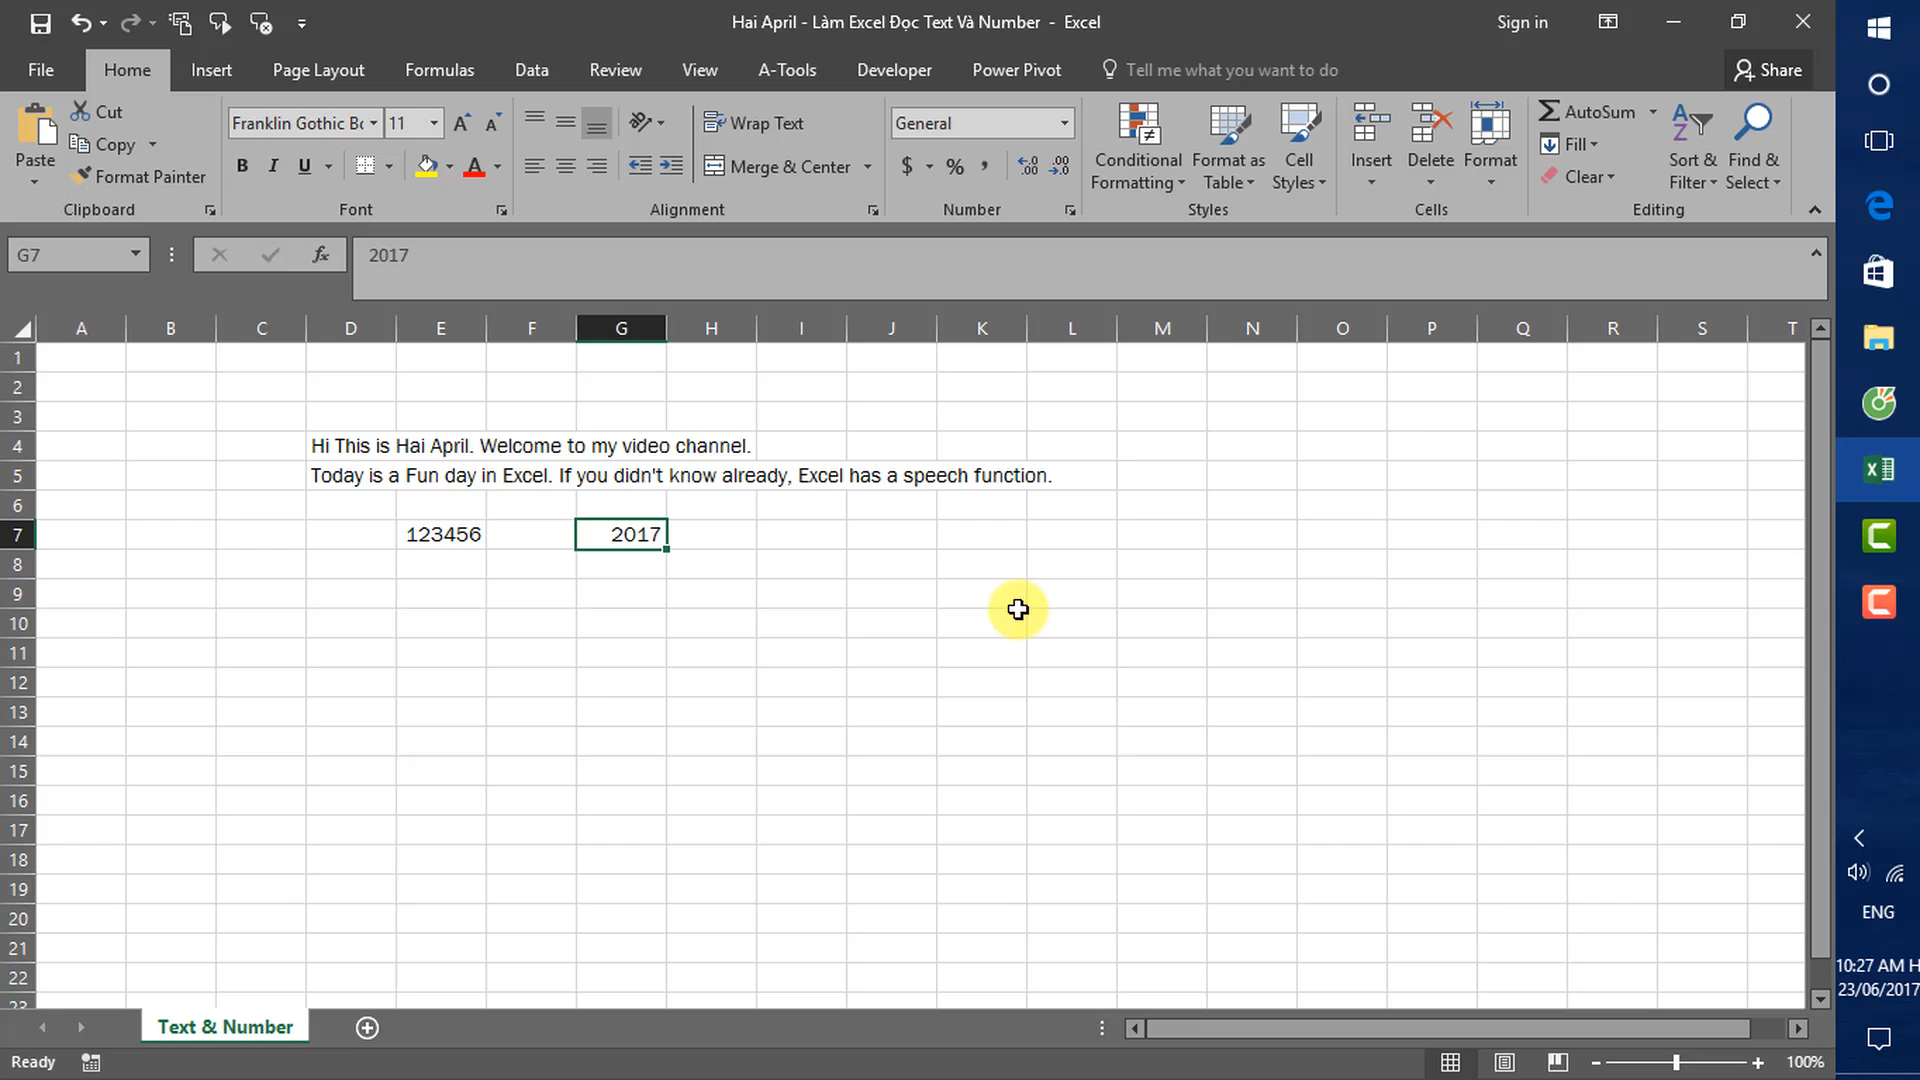 Hai April - Làm Excel Đọc Text Và Number - Excel
Sign in
File Home Insert Page Layout Formulas Data Review View A-Tools Developer Power Pivot Tell me what you want to do Share
Paste
Cut
Copy
Format Painter
Clipboard
Franklin Gothic Bc 11
B I U A
Font
Wrap Text
Merge & Center
Alignment
General
$ % ,
Number
Conditional Formatting
Format as Table
Cell Styles
Styles
Insert Delete Format
Cells
AutoSum
Fill
Clear
Sort & Filter
Find & Select
Editing
G7 fx 2017
A B C D E F G H I J K L M N O P Q R S T
1
2
3
4 Hi This is Hai April. Welcome to my video channel.
5 Today is a Fun day in Excel. If you didn't know already, Excel has a speech function.
6
7 123456 2017
8
9
10
11
12
13
14
15
16
17
18
19
20
21
22
23
Text & Number
Ready
100%
ENG
10:27 AM H
23/06/2017